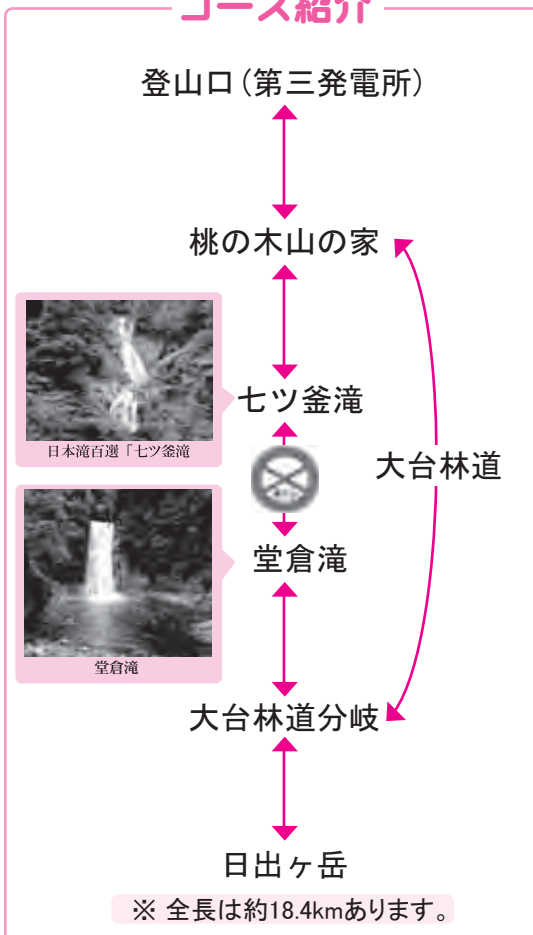 コース紹介
登山口（第三発電所）
桃の木山の家
七ツ釜滝
日本滝百選「七ツ釜滝
大台林道
堂倉滝
堂倉滝
大台林道分岐
日出ヶ岳
※ 全長は約18.4kmあります。